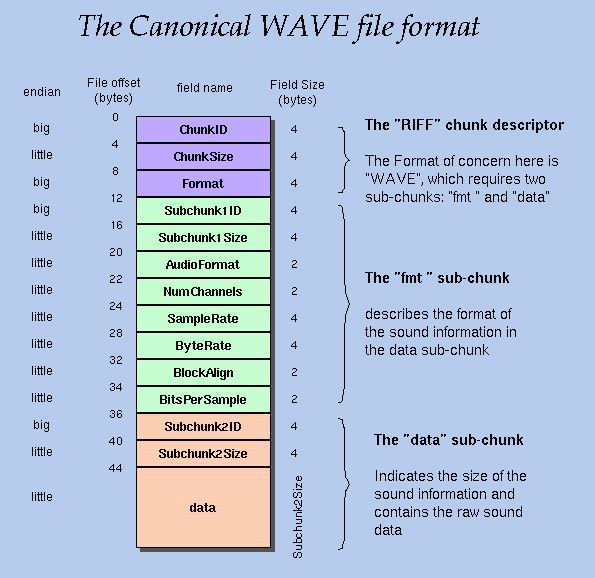 The Canonical WAVE file format
endian
File offset
(bytes)
field name
Field Size
(bytes)
0
big
ChunkID
4
4
little
ChunkSize
4
8
big
Format
4
12
big
Subchunk1ID
4
16
little
Subchunk1Size
4
20
little
AudioFormat
2
22
little
NumChannels
2
24
little
SampleRate
4
28
little
ByteRate
4
32
little
BlockAlign
2
34
little
BitsPerSample
2
36
big
Subchunk2ID
4
40
little
Subchunk2Size
4
44
little
data
Subchunk2Size
The "RIFF" chunk descriptor
The Format of concern here is
"WAVE", which requires two
sub-chunks: "fmt " and "data"
The "fmt " sub-chunk
describes the format of
the sound information in
the data sub-chunk
The "data" sub-chunk
Indicates the size of the
sound information and
contains the raw sound
data